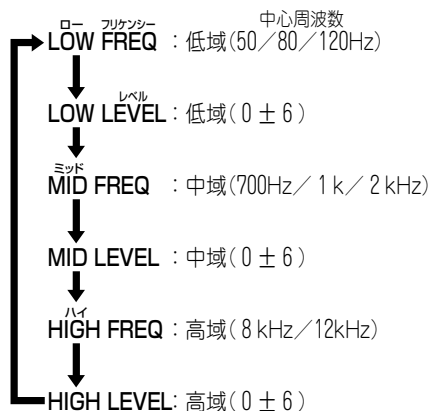 中心周波数
ロー フリケンシー
LOW FREQ：低域(50／80／120Hz)
レベル
LOW LEVEL：低域(0±6)
ミッド
MID FREQ：中域(700Hz／1k／2kHz)
MID LEVEL：中域(0±6)
ハイ
HIGH FREQ：高域(8kHz／12kHz)
HIGH LEVEL：高域(0±6)